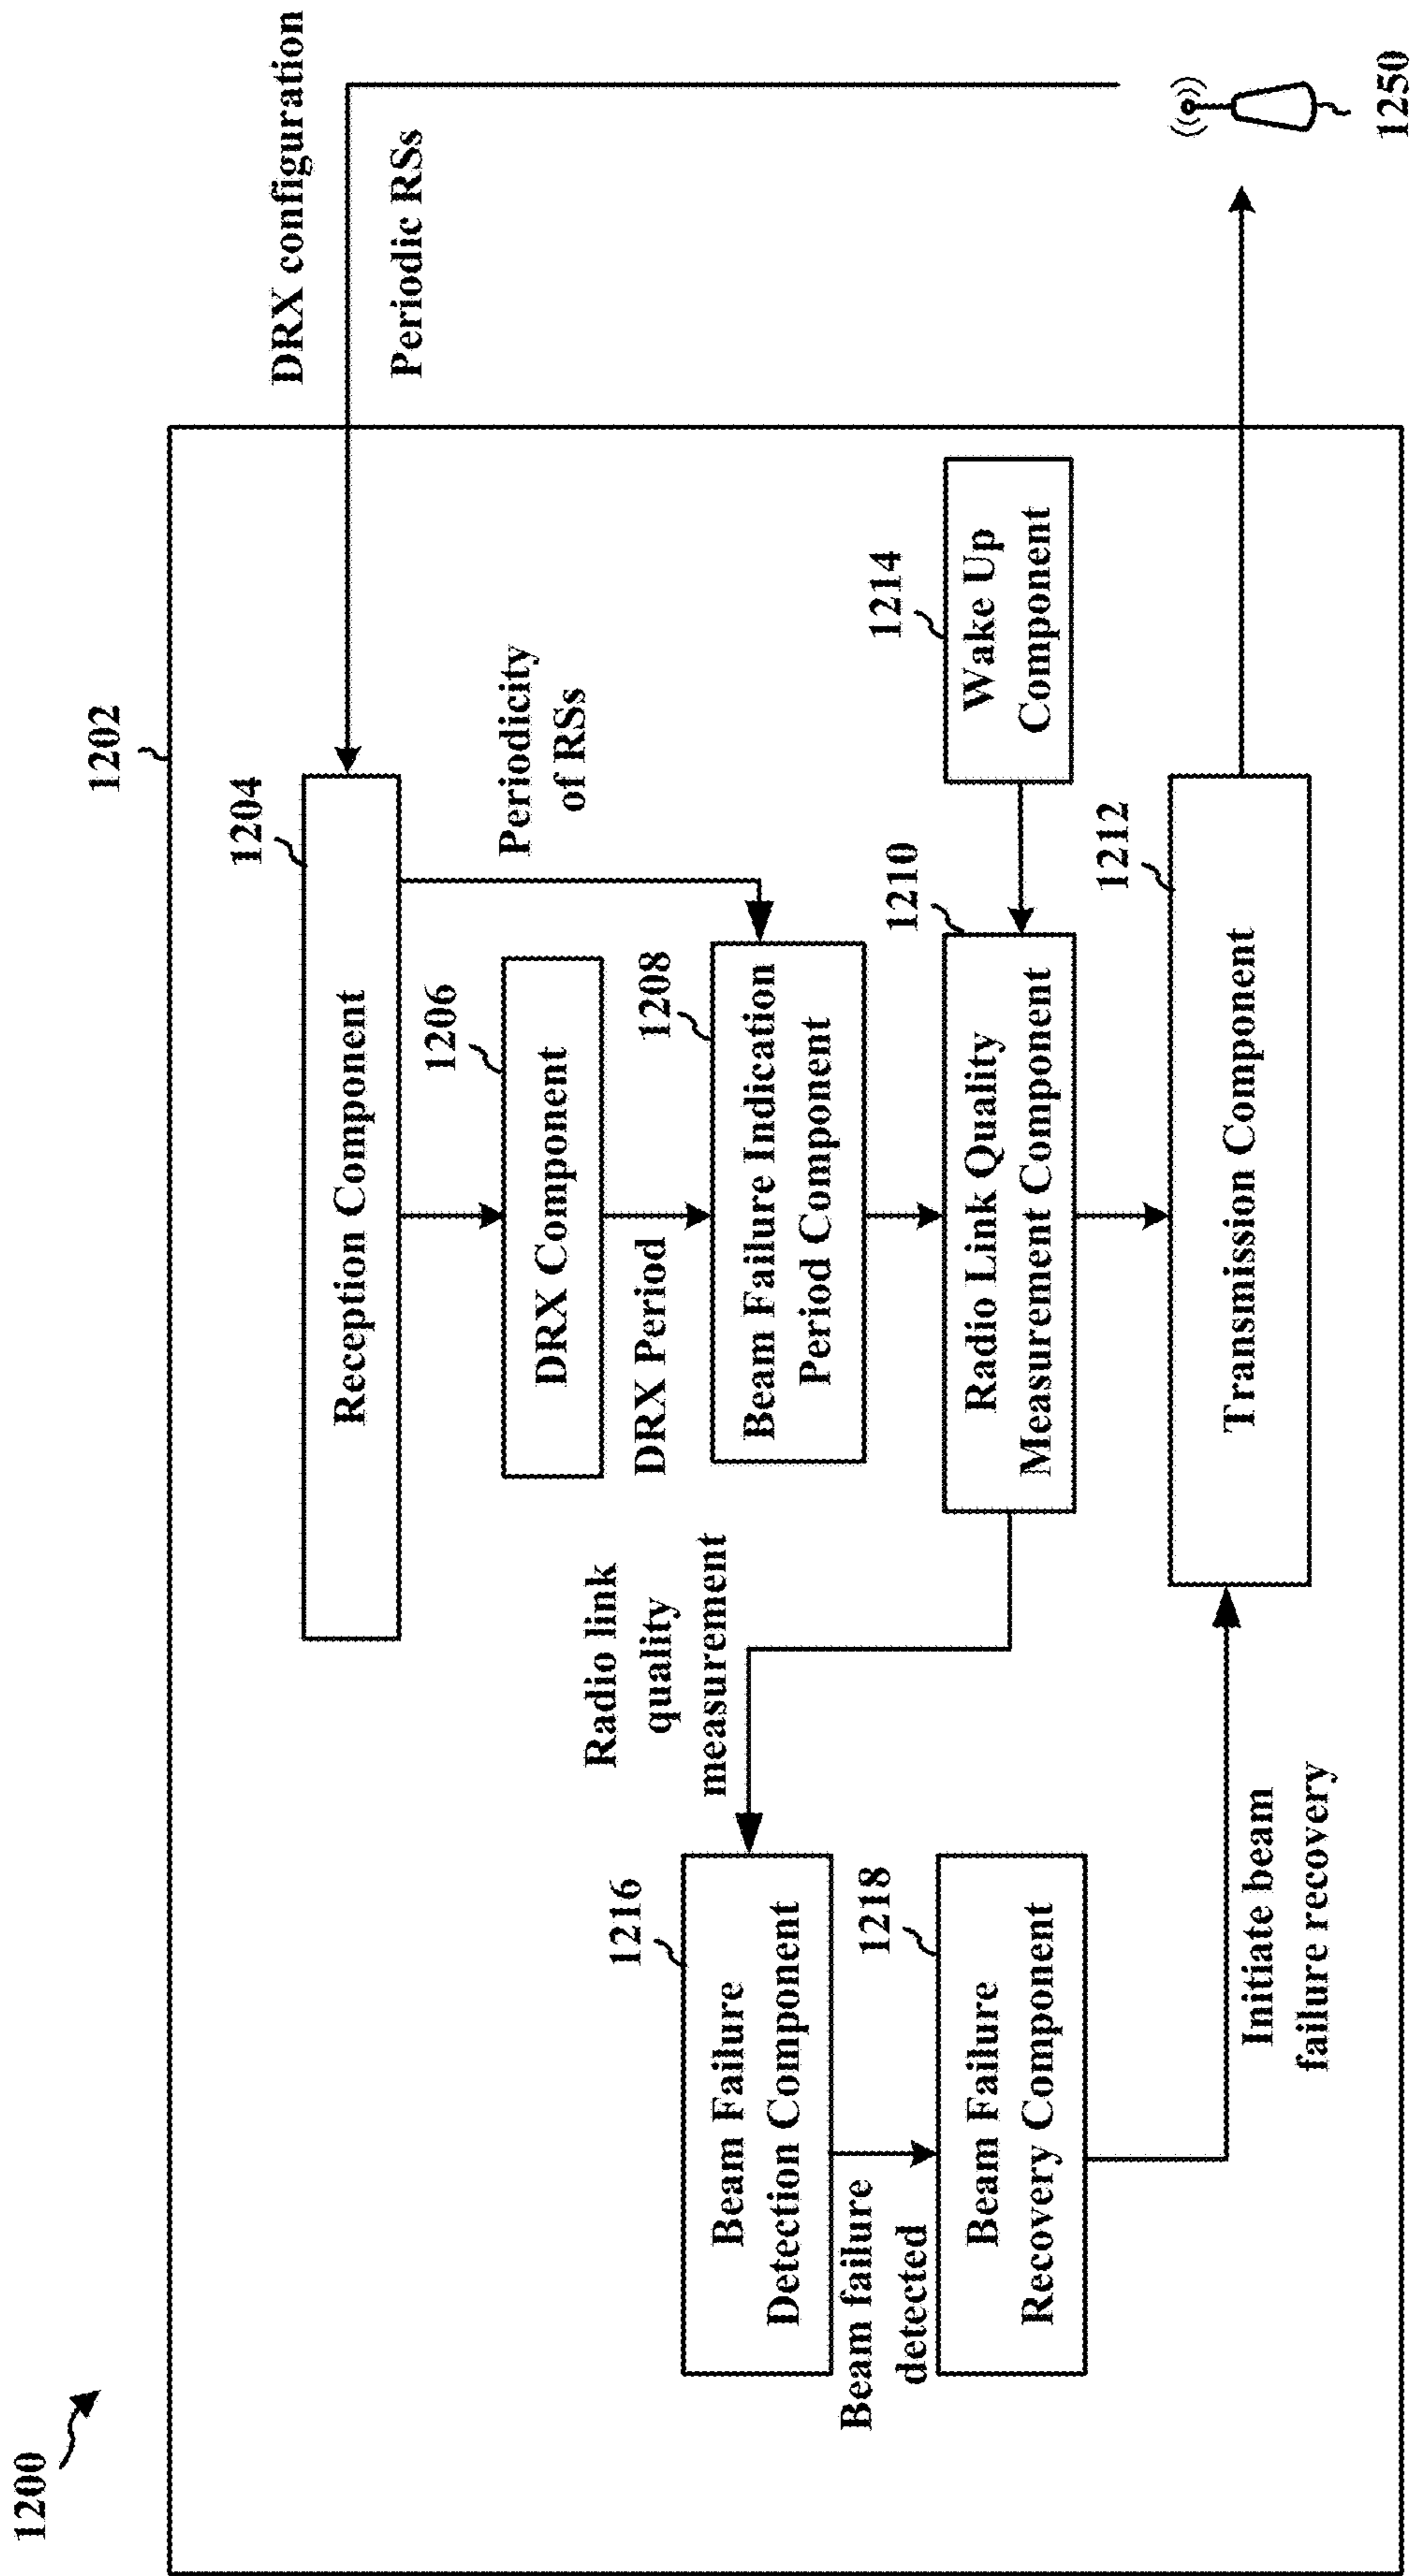 1200
1202
DRX configuration
Periodic RSs
1204
Reception Component
Periodicity
of RSs
1206
DRX Component
DRX Period
1208
Beam Failure Indication
Period Component
1214
Wake Up
Component
1210
Radio Link Quality
Measurement Component
Radio link
quality
measurement
1216
Beam Failure
Detection Component
Beam failure
detected
1218
Beam Failure
Recovery Component
Initiate beam
failure recovery
1212
Transmission Component
1250